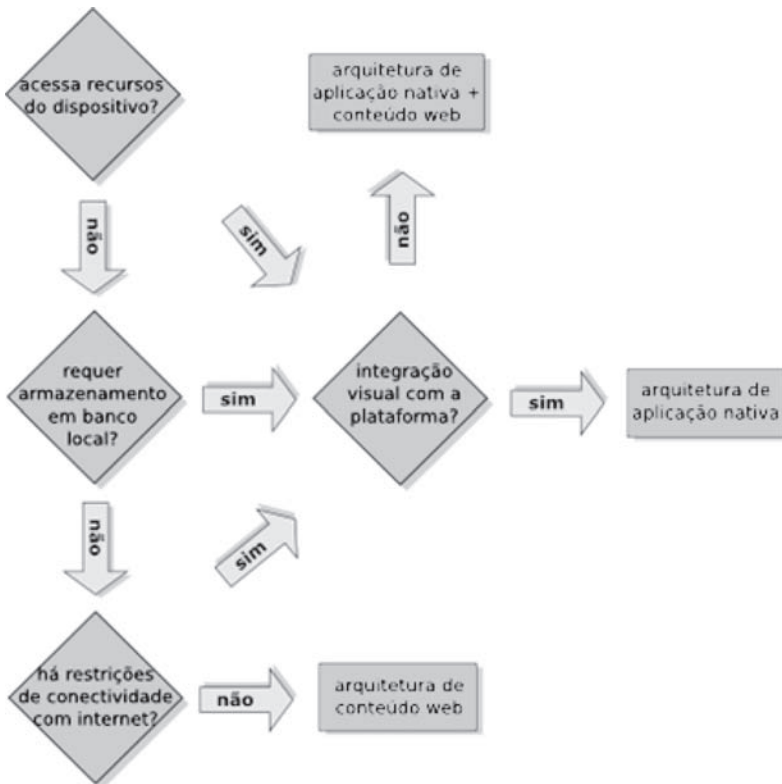 acessa recursos
do dispositivo?
arquitetura de
aplicação nativa +
conteúdo web
não
sim
não
requer
armazenamento
em banco
local?
sim
integração
visual com a
plataforma?
sim
arquitetura de
aplicação nativa
não
sim
há restrições
de conectividade
com internet?
não
arquitetura de
conteúdo web